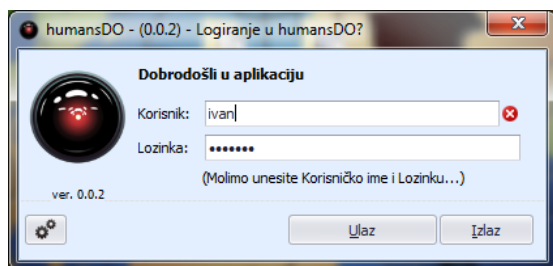 humansDO - (0.0.2) - Logiranje u humansDO?
Dobrodošli u aplikaciju
Korisnik: ivan
Lozinka: •••••••
(Molimo unesite Korisničko ime i Lozinku...)
ver. 0.0.2
Ulaz Izlaz